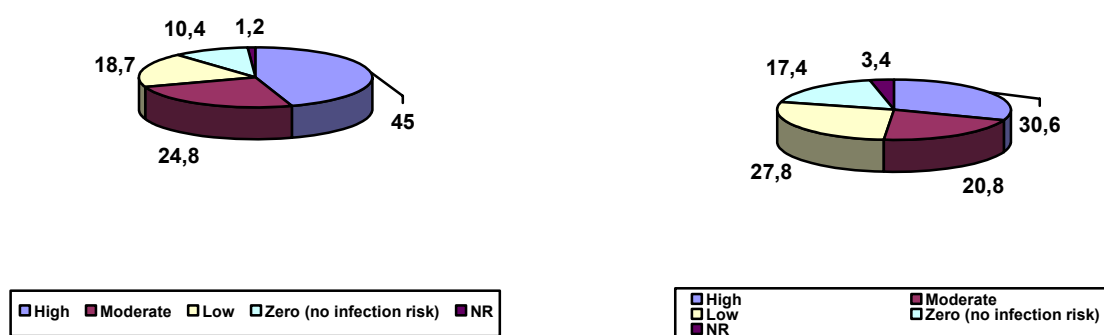 10,4
1,2
18,7
45
24,8
High Moderate Low Zero (no infection risk) NR
17,4
3,4
30,6
27,8
20,8
High Moderate
Low Zero (no infection risk)
NR